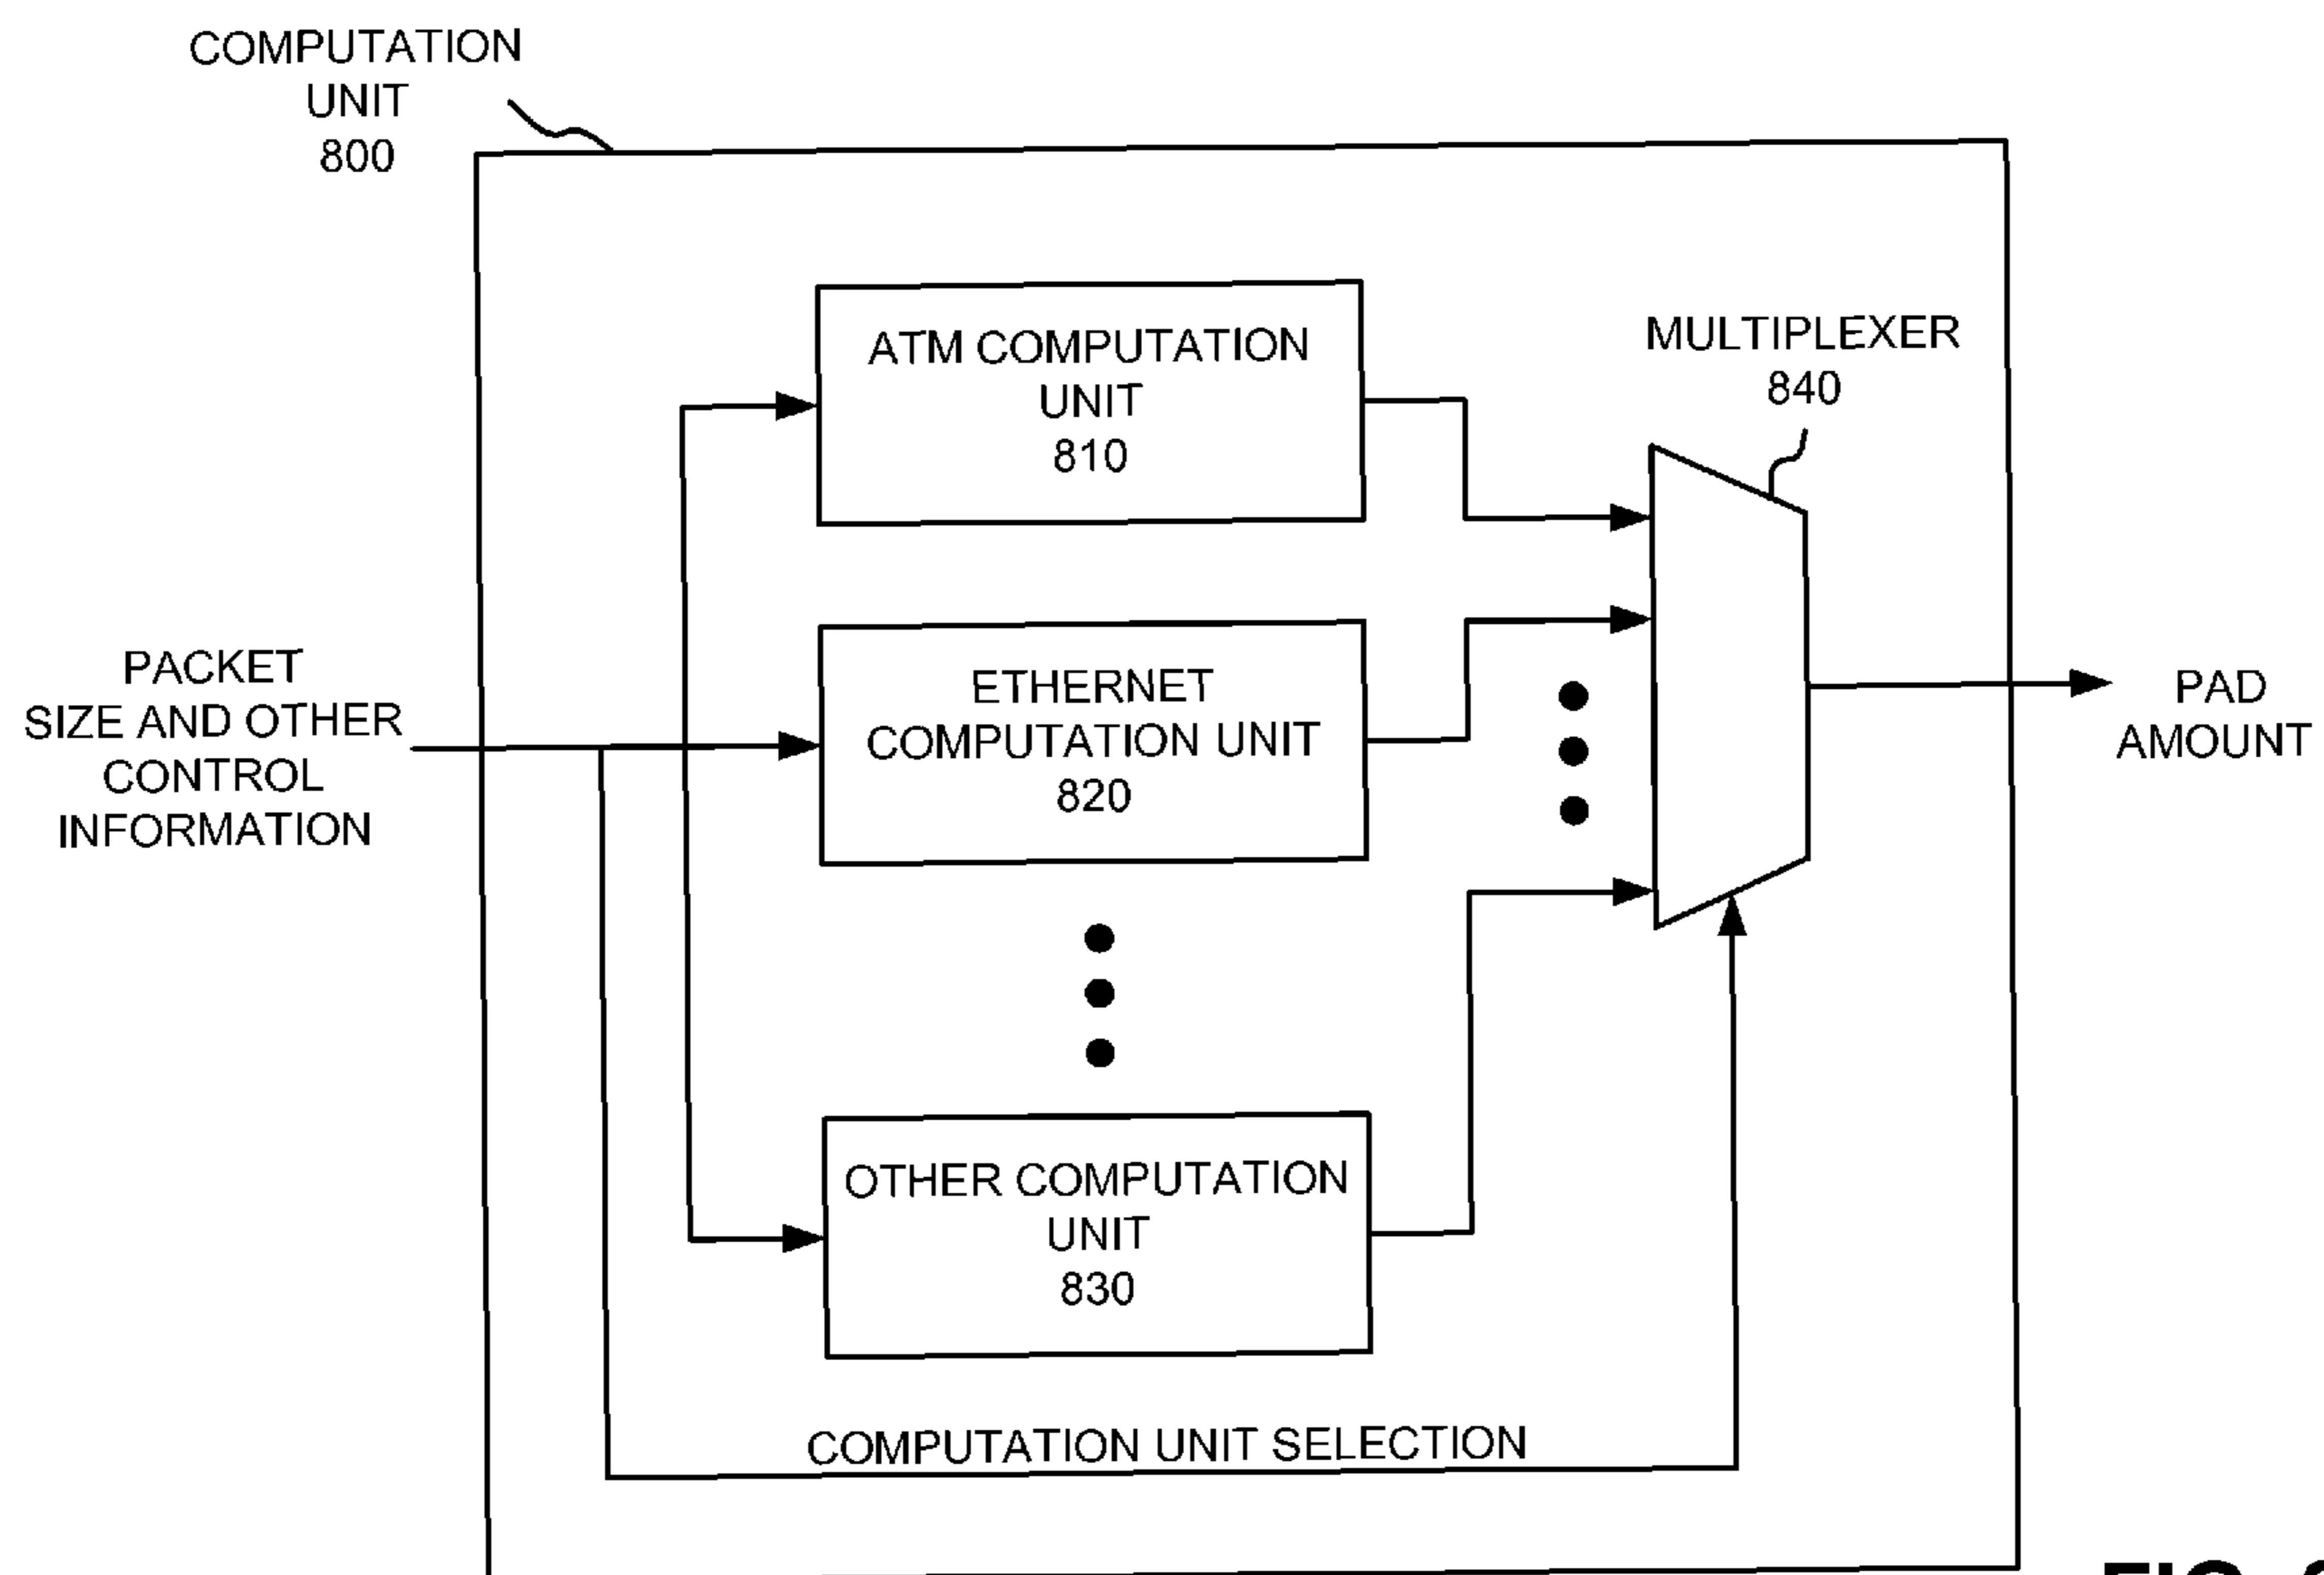 COMPUTATION
UNIT
800
ATM COMPUTATION
UNIT
810
MULTIPLEXER
840
PACKET
SIZE AND OTHER
CONTROL
INFORMATION
ETHERNET
COMPUTATION UNIT
820
PAD
AMOUNT
OTHER COMPUTATION
UNIT
830
COMPUTATION UNIT SELECTION